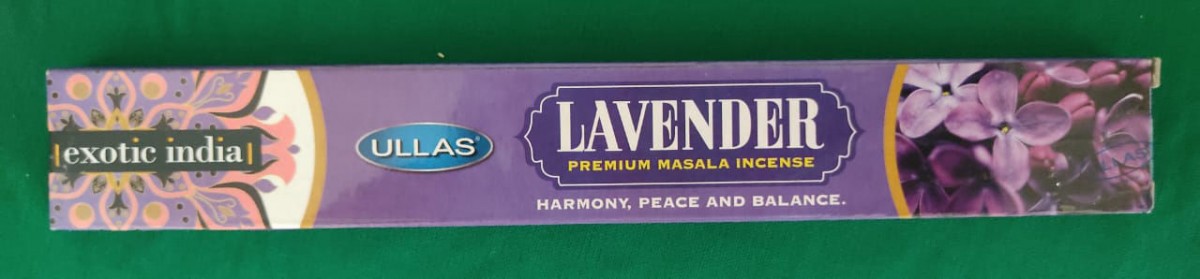 exotic india
ULLAS
LAVENDER
PREMIUM MASALA INCENSE
HARMONY, PEACE AND BALANCE.